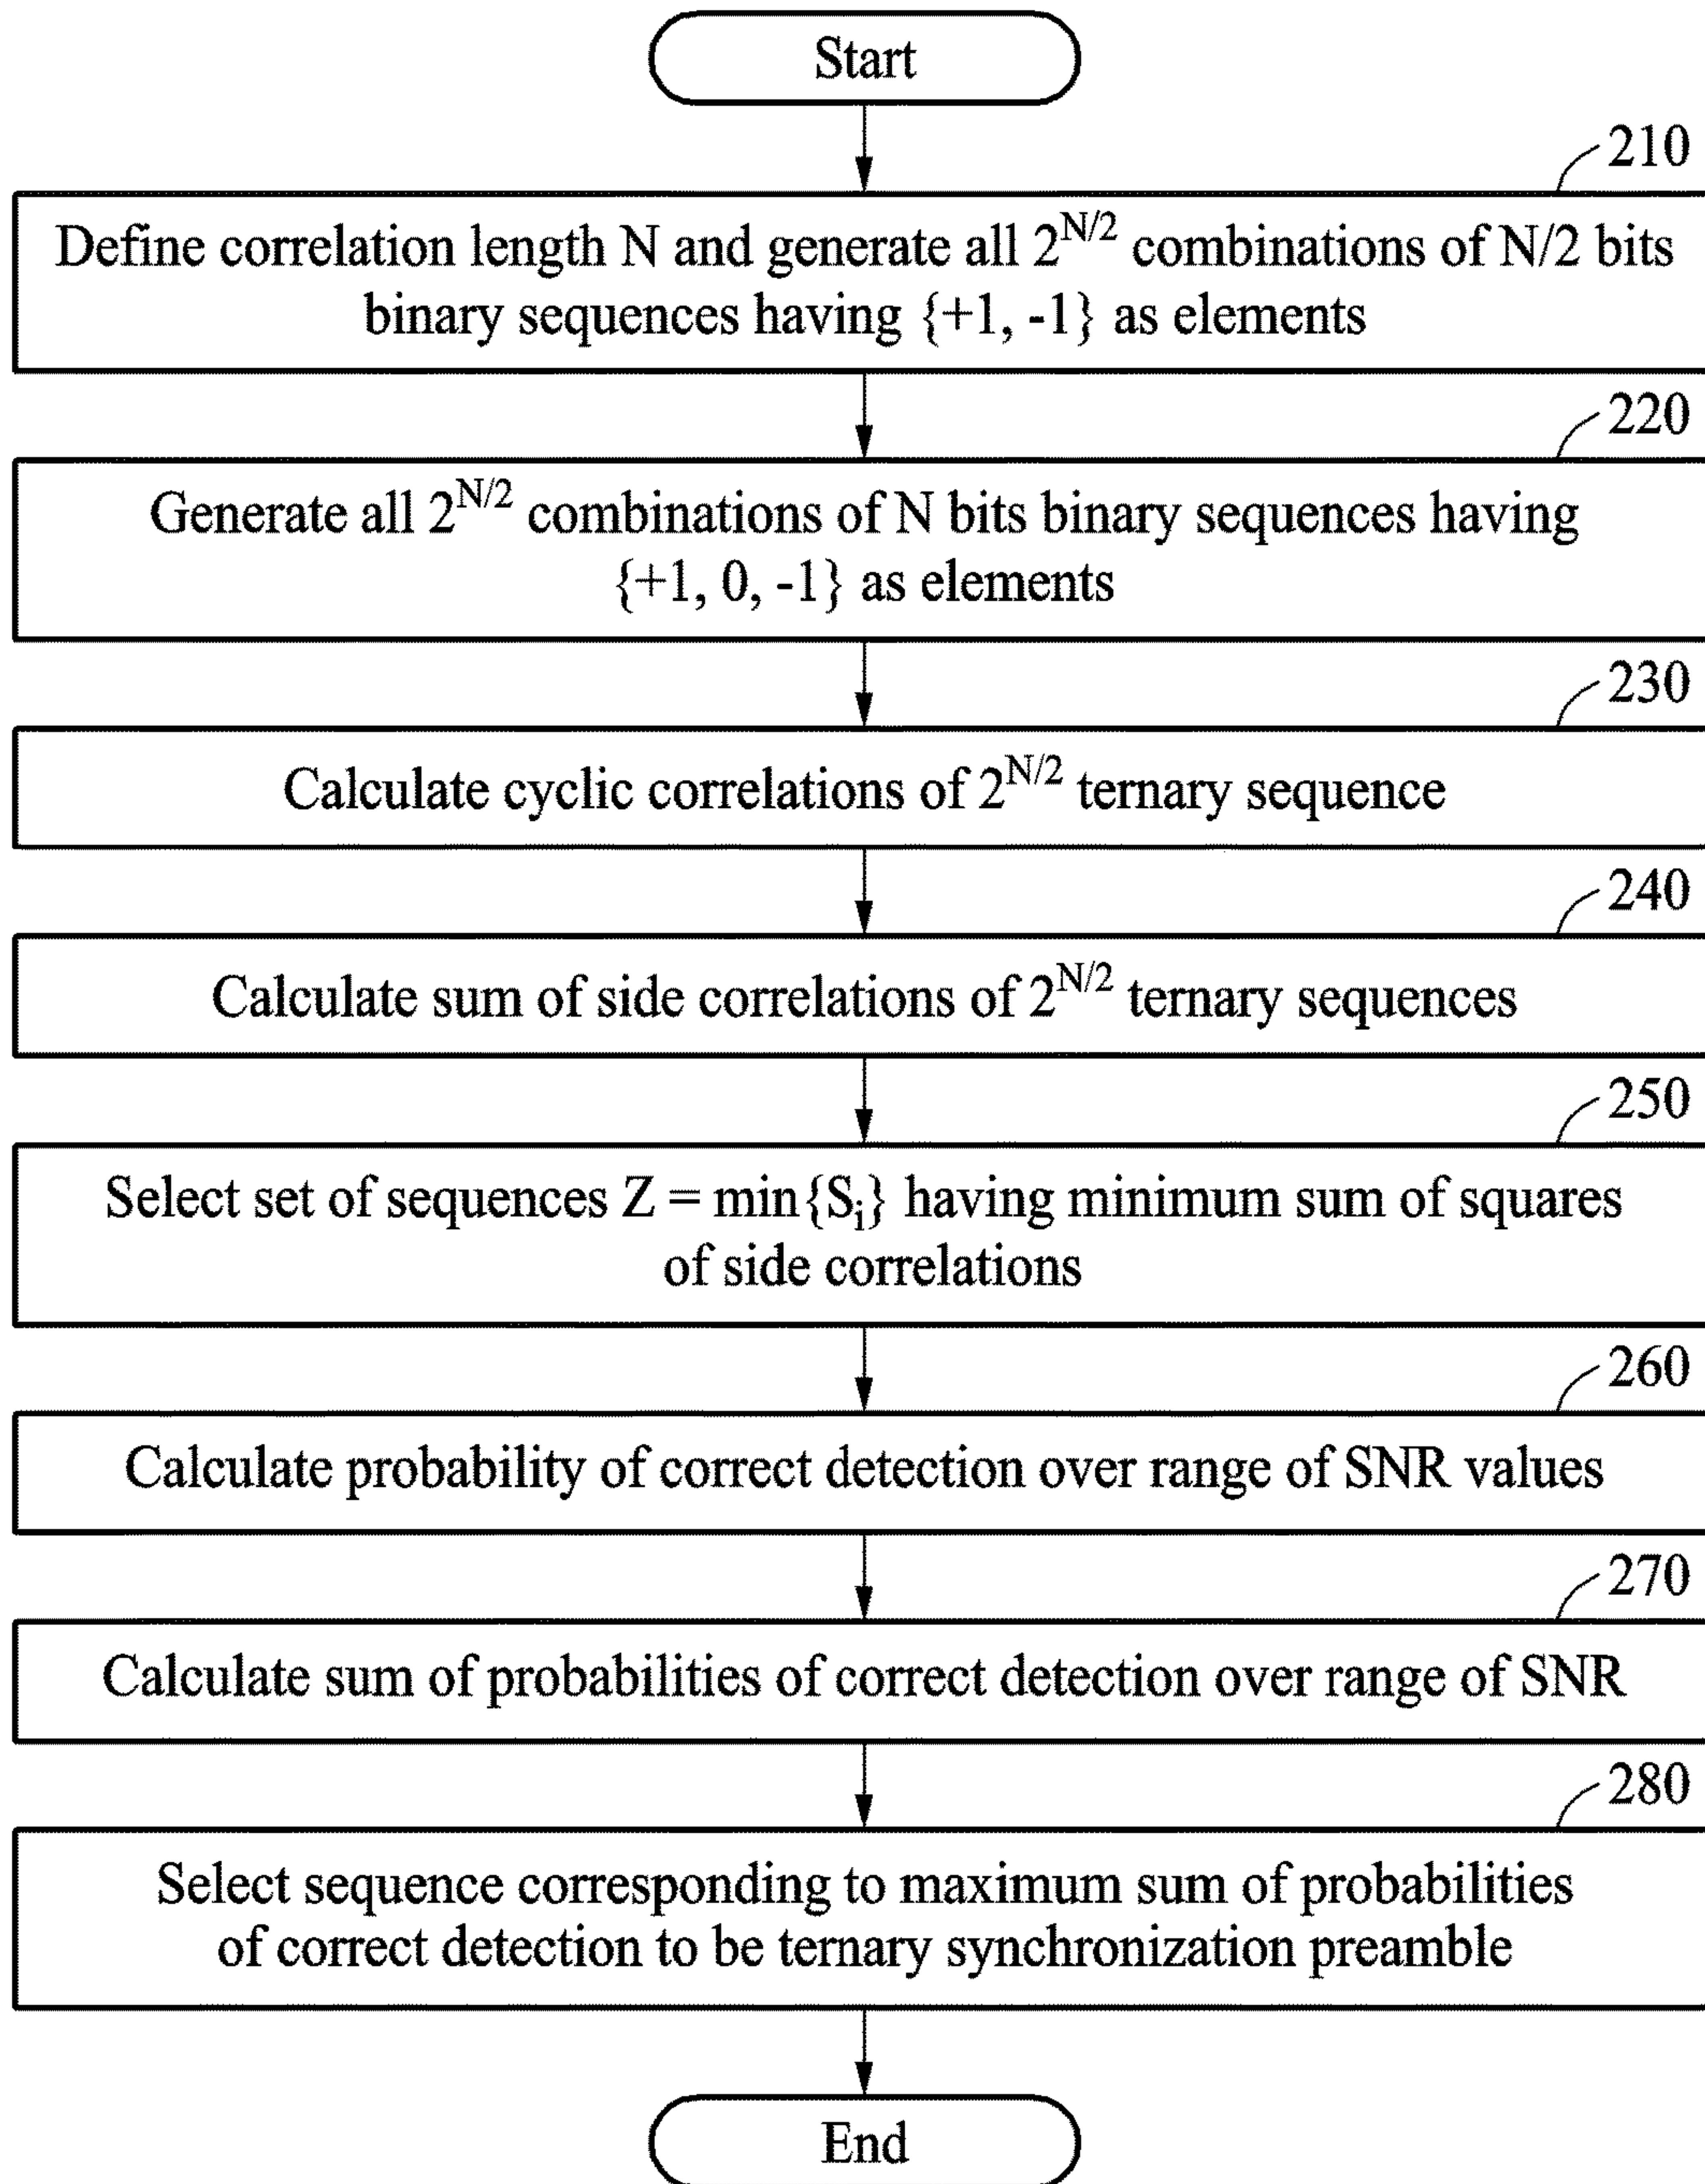 Start
210
Define correlation length N and generate all 2^{N/2} combinations of N/2 bits
binary sequences having {+1, -1} as elements
220
Generate all 2^{N/2} combinations of N bits binary sequences having
{+1, 0, -1} as elements
230
Calculate cyclic correlations of 2^{N/2} ternary sequence
240
Calculate sum of side correlations of 2^{N/2} ternary sequences
250
Select set of sequences Z = min{S_i} having minimum sum of squares
of side correlations
260
Calculate probability of correct detection over range of SNR values
270
Calculate sum of probabilities of correct detection over range of SNR
280
Select sequence corresponding to maximum sum of probabilities
of correct detection to be ternary synchronization preamble
End